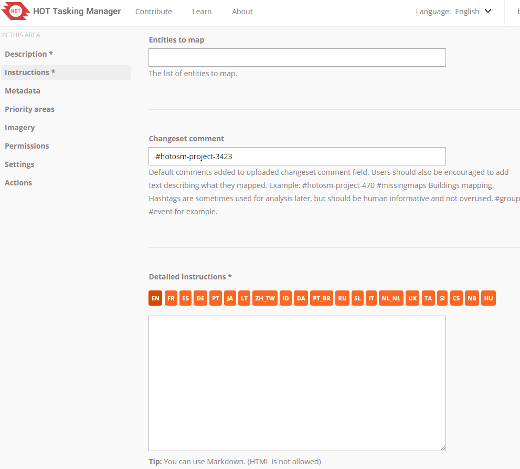 HOT HOT Tasking Manager Contribute Learn About Language: English
IN THIS AREA
Description *
Instructions *
Metadata
Priority areas
Imagery
Permissions
Settings
Actions
Entities to map
The list of entities to map.
Changeset comment
#hotosm-project-3423
Default comments added to uploaded changeset comment field. Users should also be encouraged to add
text describing what they mapped. Example: #hotosm-project-470 #missingmaps Buildings mapping.
Hashtags are sometimes used for analysis later, but should be human informative and not overused, #group
#event for example.
Detailed Instructions *
EN FR ES DE PT JA LT ZH_TW ID DA PT_BR RU SL IT NL_NL UK TA SI CS NB HU
Tip: You can use Markdown. (HTML is not allowed)